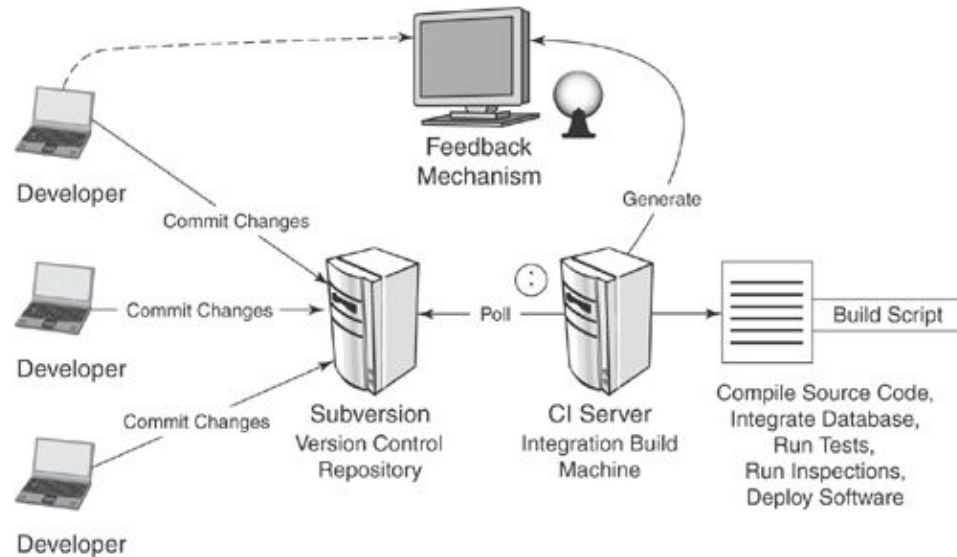 Feedback
Mechanism
Developer
Commit Changes
Generate
Commit Changes
Poll
Build Script
Developer
Commit Changes
Subversion
Version Control
Repository
CI Server
Integration Build
Machine
Compile Source Code,
Integrate Database,
Run Tests,
Run Inspections,
Deploy Software
Developer